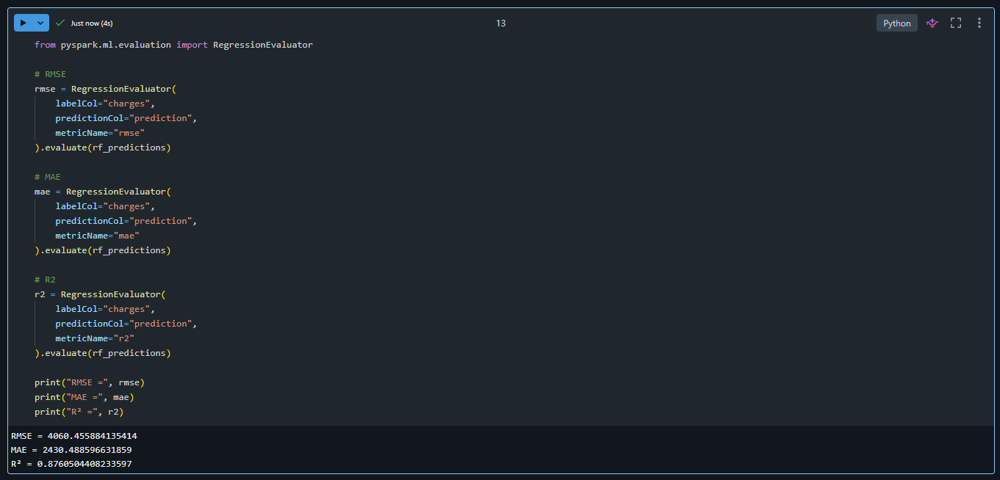 Just now (4s)
13
Python
from pyspark.ml.evaluation import RegressionEvaluator
# RMSE
rmse = RegressionEvaluator(
    labelCol="charges",
    predictionCol="prediction",
    metricName="rmse"
).evaluate(rf_predictions)
# MAE
mae = RegressionEvaluator(
    labelCol="charges",
    predictionCol="prediction",
    metricName="mae"
).evaluate(rf_predictions)
# R2
r2 = RegressionEvaluator(
    labelCol="charges",
    predictionCol="prediction",
    metricName="r2"
).evaluate(rf_predictions)
print("RMSE =", rmse)
print("MAE =", mae)
print("R² =", r2)
RMSE = 4060.455884135414
MAE = 2430.488596631859
R² = 0.8760504408233597